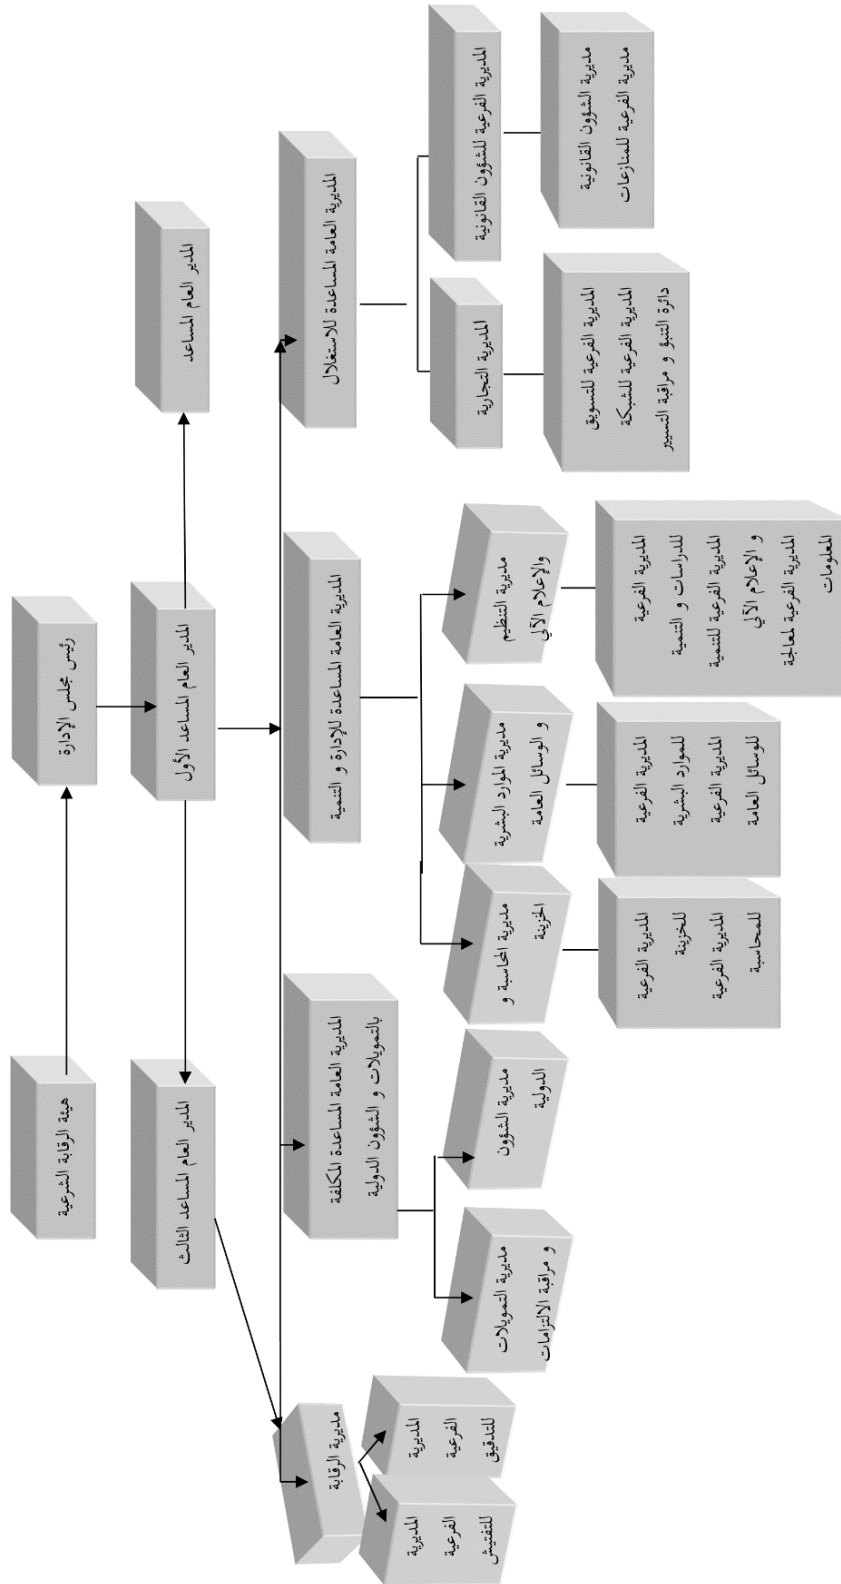 هيئة الرقابة الشرعية
رئيس مجلس الإدارة
المدير العام المساعد الثالث
المدير العام المساعد الأول
المدير العام المساعد
مديرية الرقابة
المديرية العامة المساعدة المكلفة
بالتمويلات و الشؤون الدولية
المديرية العامة المساعدة للإدارة و التنمية
المديرية العامة المساعدة للاستغلال
المديرية
الفرعية
للتفتيش
المديرية
الفرعية
للتدقيق
مديرية التمويلات
و مراقبة الالتزامات
مديرية الشؤون
الدولية
مديرية المحاسبة و
الخزينة
مديرية الموارد البشرية
و الوسائل العامة
مديرية التنظيم
والإعلام الآلي
المديرية التجارية
المديرية الفرعية للشؤون القانونية
المديرية الفرعية
للخزينة
المديرية الفرعية
للمحاسبة
المديرية الفرعية
للموارد البشرية
المديرية الفرعية
للوسائل العامة
المديرية الفرعية
للدراسات و التنمية
المديرية الفرعية للتنمية
و الإعلام الآلي
المديرية الفرعية لمعالجة
المعلومات
المديرية الفرعية للتسويق
المديرية الفرعية للشبكة
دائرة التنبؤ و مراقبة التسيير
مديرية الشؤون القانونية
مديرية الفرعية للمنازعات